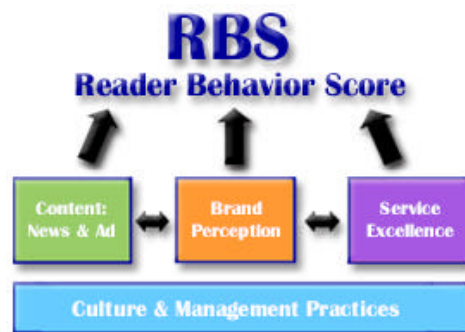 RBS
Reader Behavior Score
Content:
News & Ad
Brand
Perception
Service
Excellence
Culture & Management Practices